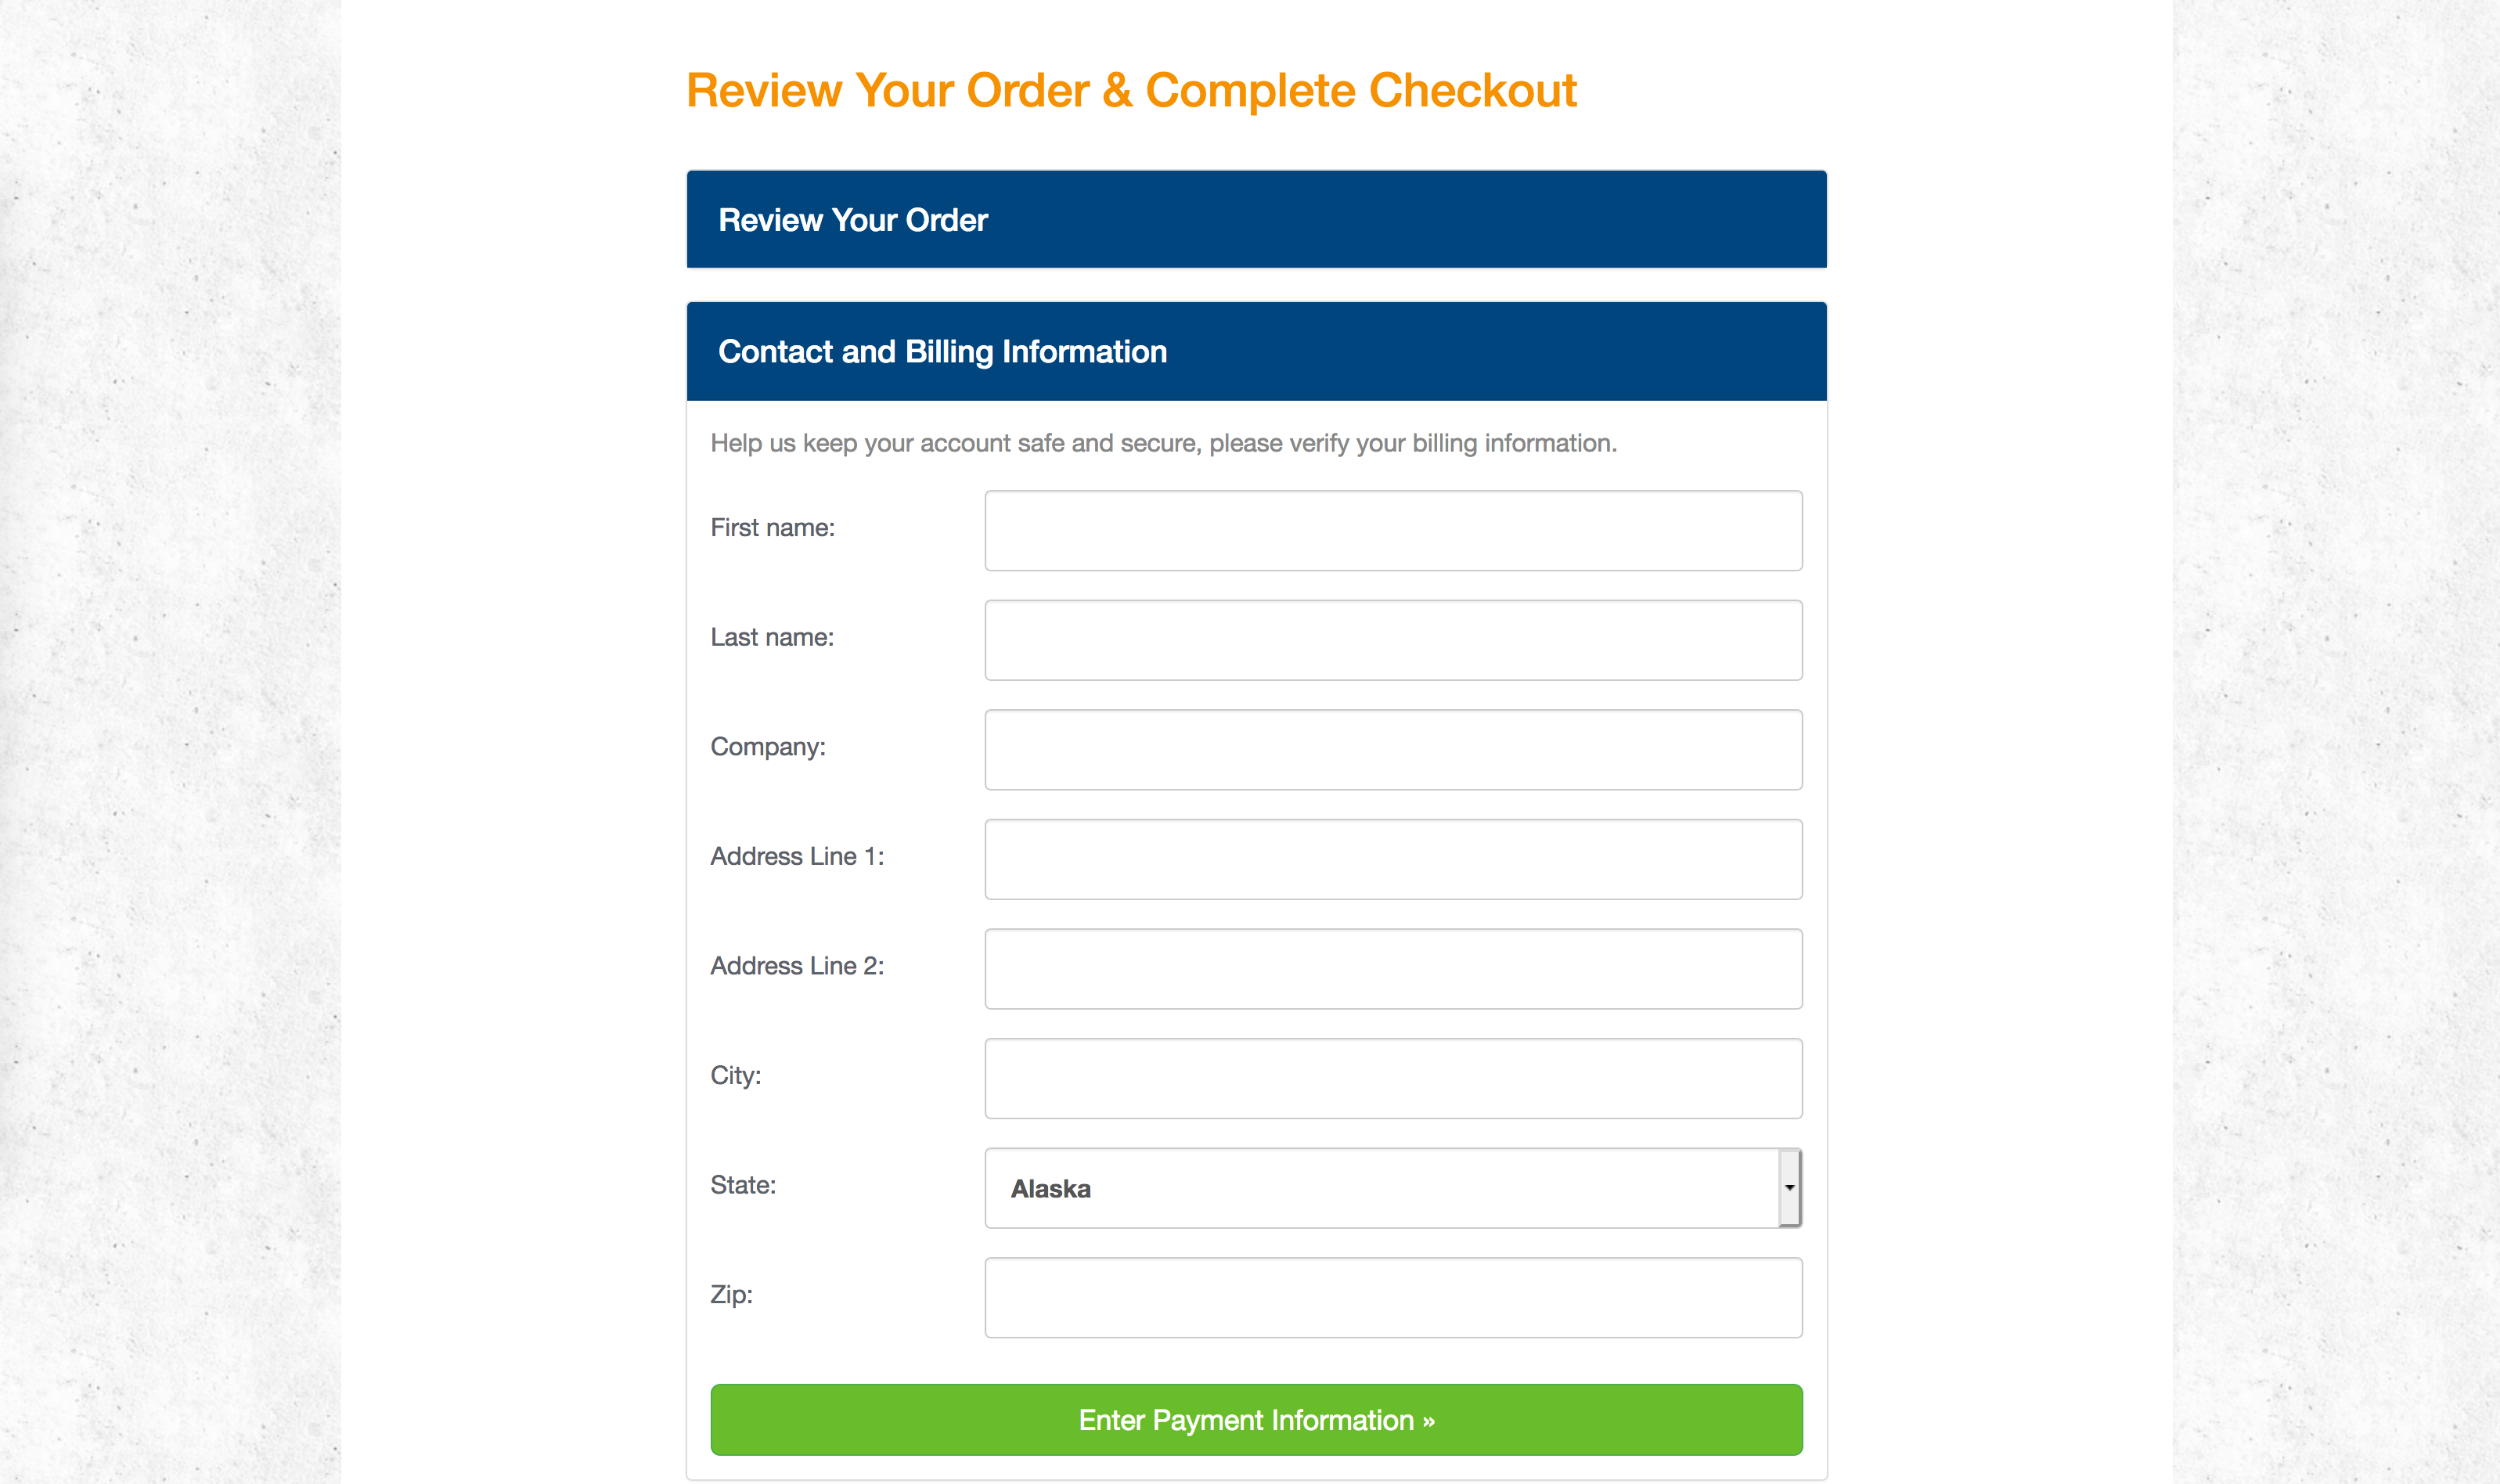 Review Your Order & Complete Checkout
Review Your Order
Contact and Billing Information
Help us keep your account safe and secure, please verify your billing information.
First name:
Last name:
Company:
Address Line 1:
Address Line 2:
City:
State:
Alaska
Zip:
Enter Payment Information »